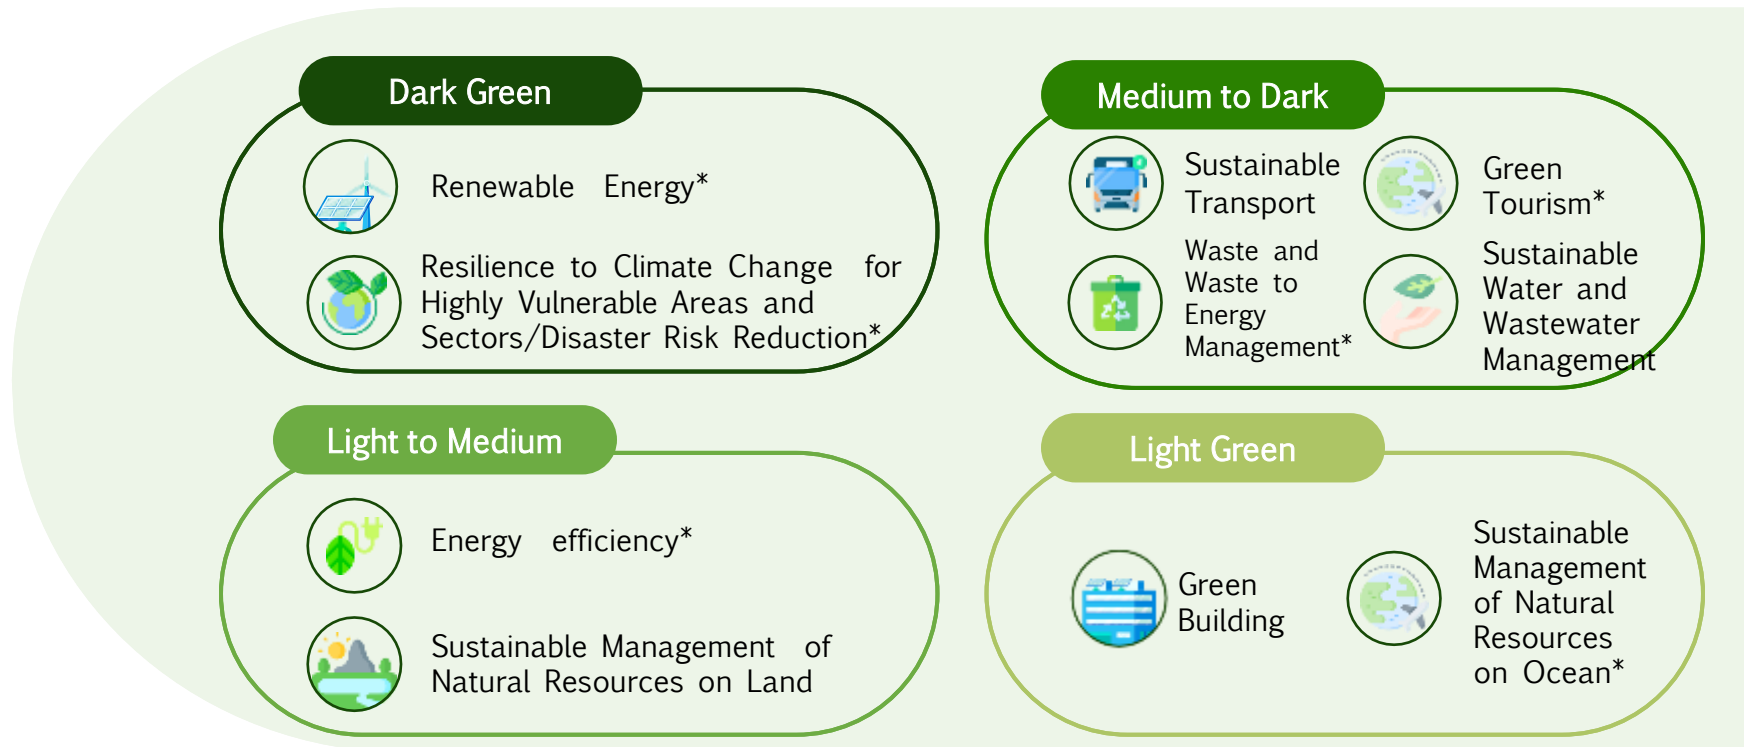 Dark Green
Renewable Energy*
Resilience to Climate Change for
Highly Vulnerable Areas and
Sectors/Disaster Risk Reduction*
Medium to Dark
Sustainable
Transport
Green
Tourism*
Waste and
Waste to
Energy
Management*
Sustainable
Water and
Wastewater
Management
Light to Medium
Energy efficiency*
Sustainable Management of
Natural Resources on Land
Light Green
Green
Building
Sustainable
Management
of Natural
Resources
on Ocean*